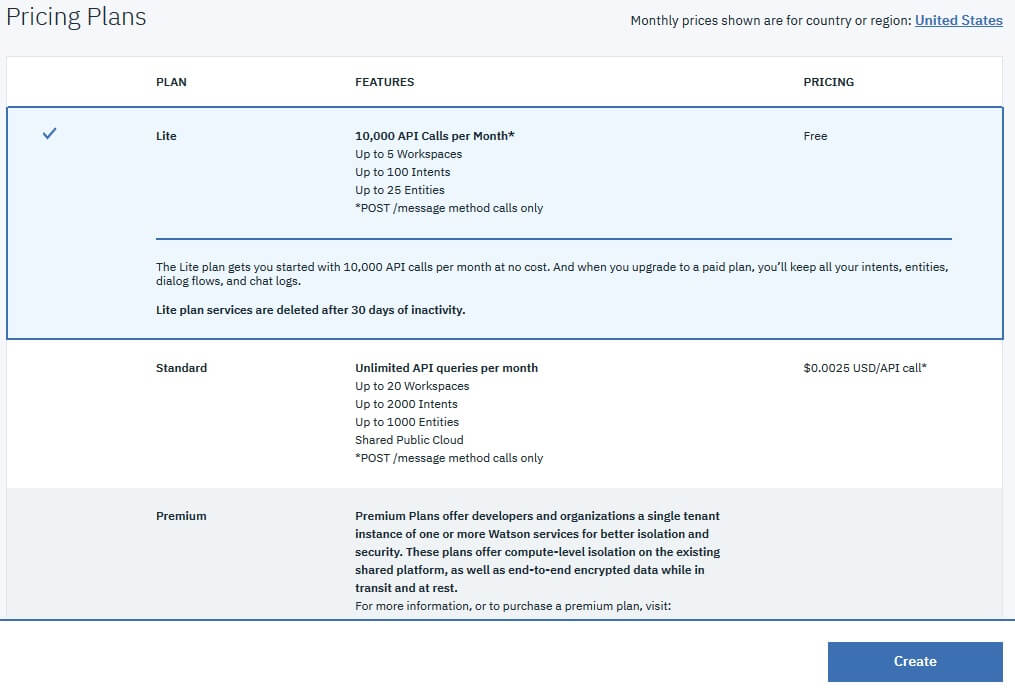 Pricing Plans
Monthly prices shown are for country or region: United States
PLAN
FEATURES
PRICING
Lite
10,000 API Calls per Month*
Free
Up to 5 Workspaces
Up to 100 Intents
Up to 25 Entities
*POST /message method calls only
The Lite plan gets you started with 10,000 API calls per month at no cost. And when you upgrade to a paid plan, you’ll keep all your intents, entities,
dialog flows, and chat logs.
Lite plan services are deleted after 30 days of inactivity.
Standard
Unlimited API queries per month
$0.0025 USD/API call*
Up to 20 Workspaces
Up to 2000 Intents
Up to 1000 Entities
Shared Public Cloud
*POST /message method calls only
Premium
Premium Plans offer developers and organizations a single tenant
instance of one or more Watson services for better isolation and
security. These plans offer compute-level isolation on the existing
shared platform, as well as end-to-end encrypted data while in
transit and at rest.
For more information, or to purchase a premium plan, visit:
Create